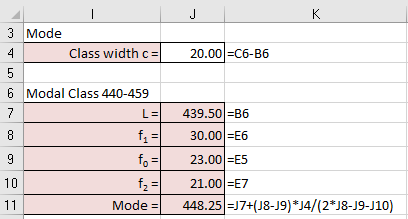 I J K
3 Mode
4 Class width c = 20.00 =C6-B6
5
6 Modal Class 440-459
7 L = 439.50 =B6
8 f₁ = 30.00 =E6
9 f₀ = 23.00 =E5
10 f₂ = 21.00 =E7
11 Mode = 448.25 =J7+(J8-J9)*J4/(2*J8-J9-J10)